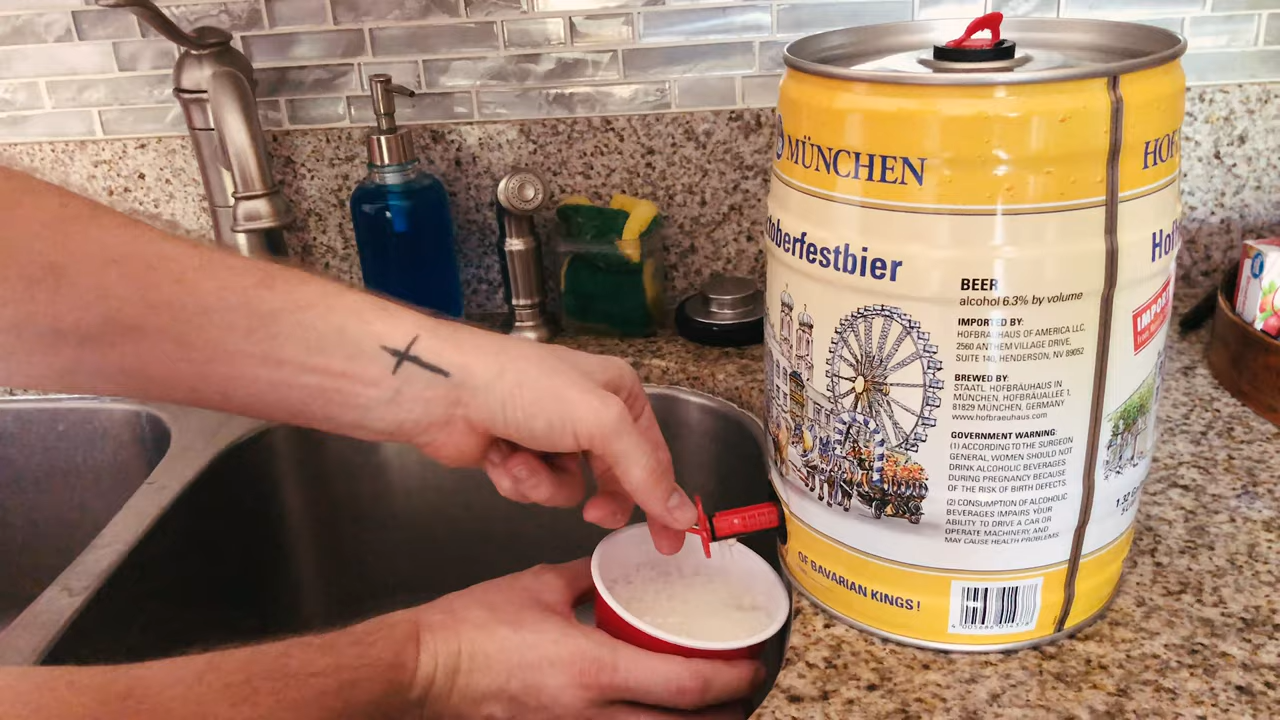 MÜNCHEN
HOF
toberfestbier
Hof
BEER
alcohol 6.3% by volume
IMPORTED BY:
HOFBRAUHAUS OF AMERICA LLC,
2560 ANTHEM VILLAGE DRIVE,
SUITE 140, HENDERSON, NV 89052
BREWED BY:
STAATL. HOFBRÄUHAUS IN
MÜNCHEN, HOFBRÄUALLEE 1,
81829 MÜNCHEN, GERMANY
www.hofbraeuhaus.com
GOVERNMENT WARNING:
(1) ACCORDING TO THE SURGEON
GENERAL, WOMEN SHOULD NOT
DRINK ALCOHOLIC BEVERAGES
DURING PREGNANCY BECAUSE
OF THE RISK OF BIRTH DEFECTS.
(2) CONSUMPTION OF ALCOHOLIC
BEVERAGES IMPAIRS YOUR
ABILITY TO DRIVE A CAR OR
OPERATE MACHINERY, AND
MAY CAUSE HEALTH PROBLEMS.
IMPORT
1.32 GA
OF BAVARIAN KINGS!